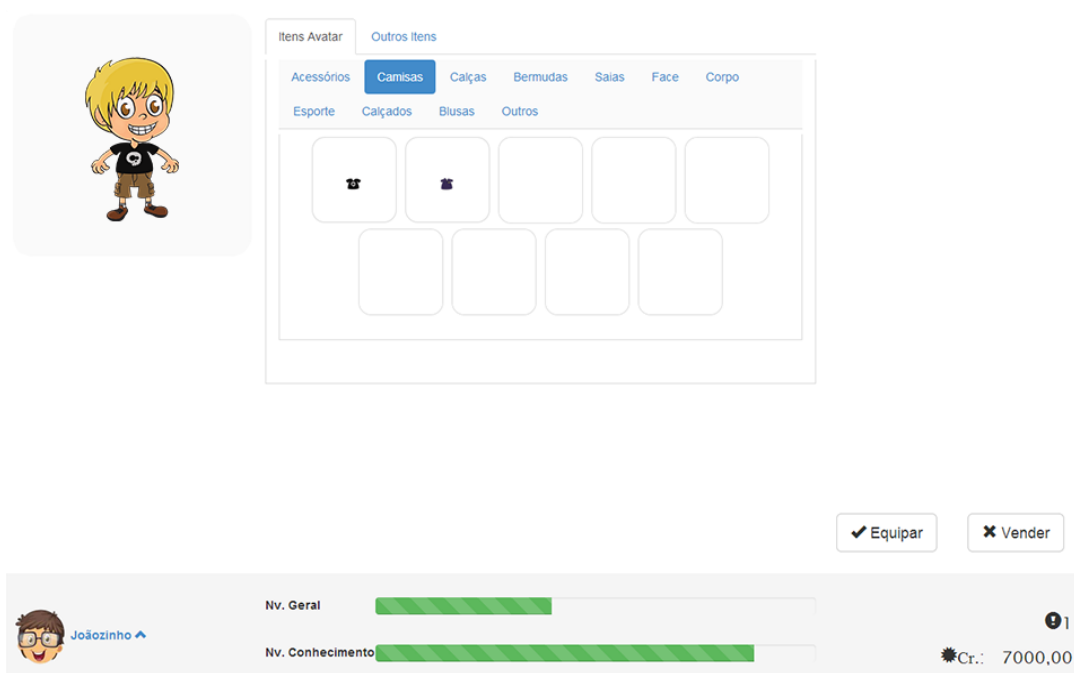 Itens Avatar Outros Itens
Acessórios Camisas Calças Bermudas Saias Face Corpo
Esporte Calçados Blusas Outros
Equipar Vender
Nv. Geral
Joãozinho
1
Nv. Conhecimento
Cr.: 7000,00